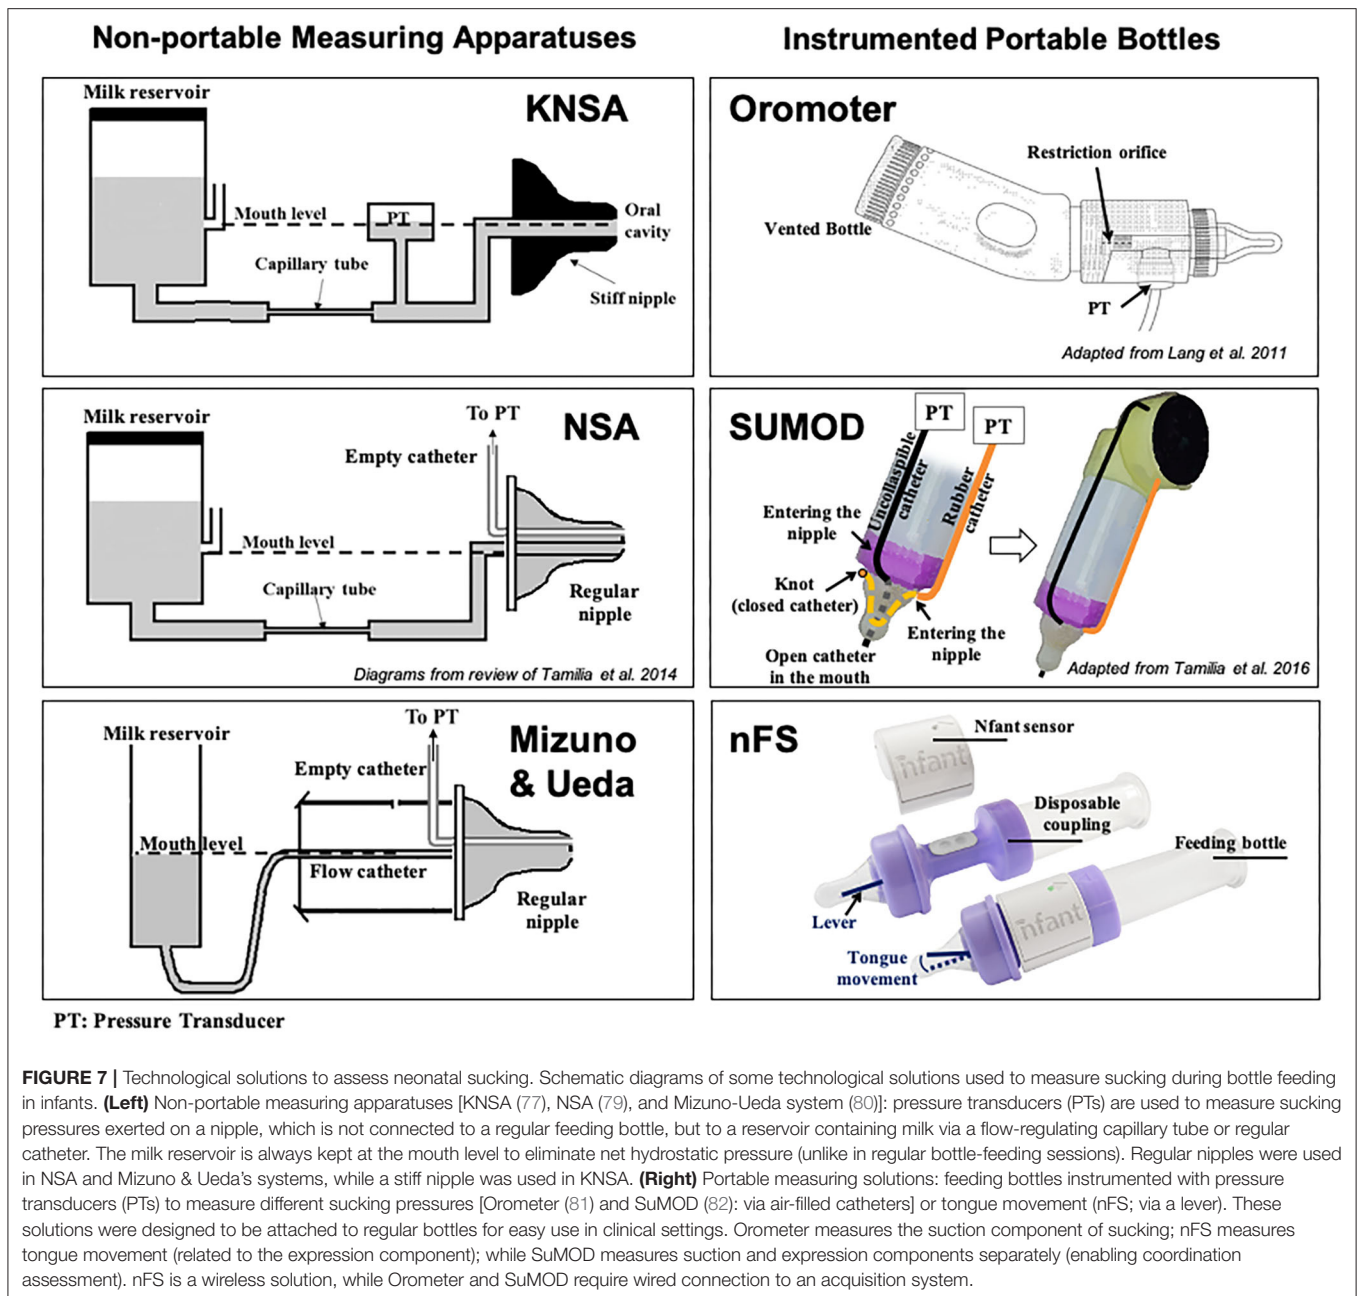 Non-portable Measuring Apparatuses
Instrumented Portable Bottles
Milk reservoir
KNSA
Mouth level
PT
Oral
cavity
Capillary tube
Stiff nipple
Oromoter
Restriction orifice
Vented Bottle
PT
Adapted from Lang et al. 2011
Milk reservoir
To PT
NSA
Empty catheter
Mouth level
Capillary tube
Regular
nipple
Diagrams from review of Tamilia et al. 2014
SUMOD
PT
PT
Uncollaspible
catheter
Rubber
catheter
Entering the
nipple
Knot
(closed catheter)
Entering the
nipple
Open catheter
in the mouth
Adapted from Tamilia et al. 2016
To PT
Milk reservoir
Mizuno
& Ueda
Empty catheter
Mouth level
Flow catheter
Regular
nipple
nFS
Nfant sensor
nfant
Disposable
coupling
Feeding bottle
Lever
nfant
Tongue
movement
PT: Pressure Transducer
FIGURE 7 | Technological solutions to assess neonatal sucking. Schematic diagrams of some technological solutions used to measure sucking during bottle feeding
in infants. (Left) Non-portable measuring apparatuses [KNSA (77), NSA (79), and Mizuno-Ueda system (80)]: pressure transducers (PTs) are used to measure sucking
pressures exerted on a nipple, which is not connected to a regular feeding bottle, but to a reservoir containing milk via a flow-regulating capillary tube or regular
catheter. The milk reservoir is always kept at the mouth level to eliminate net hydrostatic pressure (unlike in regular bottle-feeding sessions). Regular nipples were used
in NSA and Mizuno & Ueda's systems, while a stiff nipple was used in KNSA. (Right) Portable measuring solutions: feeding bottles instrumented with pressure
transducers (PTs) to measure different sucking pressures [Orometer (81) and SuMOD (82): via air-filled catheters] or tongue movement (nFS; via a lever). These
solutions were designed to be attached to regular bottles for easy use in clinical settings. Orometer measures the suction component of sucking; nFS measures
tongue movement (related to the expression component); while SuMOD measures suction and expression components separately (enabling coordination
assessment). nFS is a wireless solution, while Orometer and SuMOD require wired connection to an acquisition system.